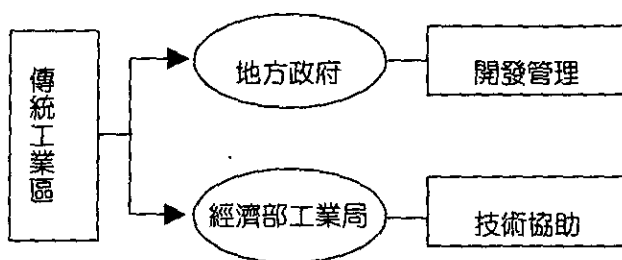 傳統工業區
地方政府
開發管理
經濟部工業局
技術協助